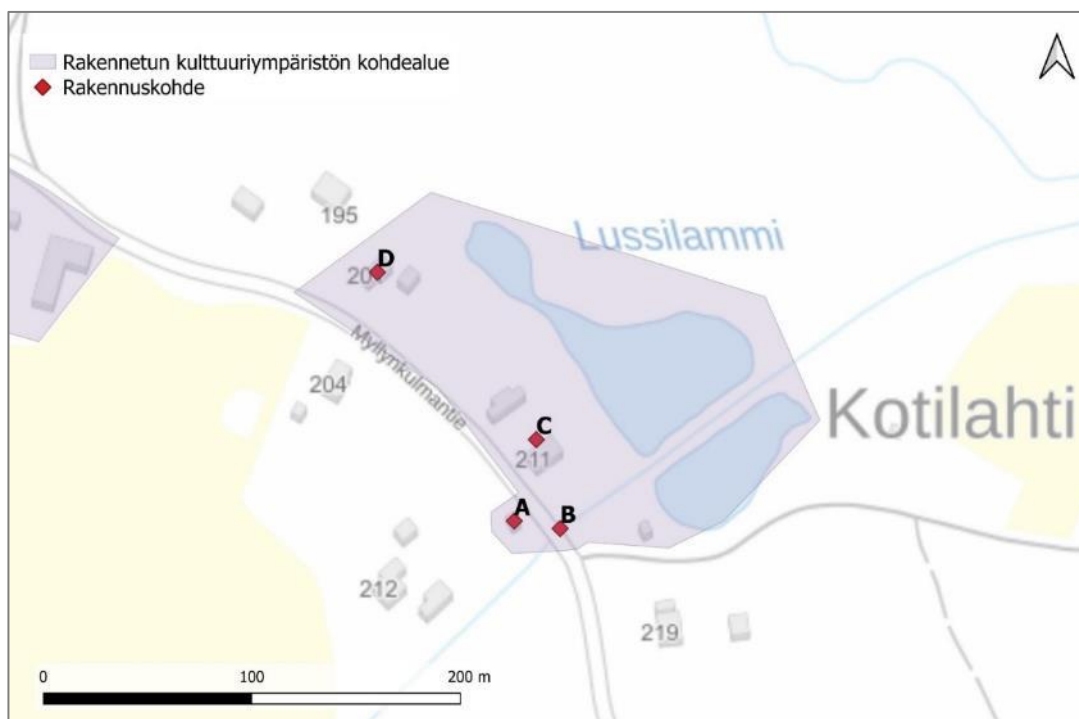 Rakennetun kulttuuriympäristön kohdealue
Rakennuskohde
195
Lussilammi
D
20
Myllynkulmantie
204
Kotilahti
C
211
A
B
212
219
0
100
200 m